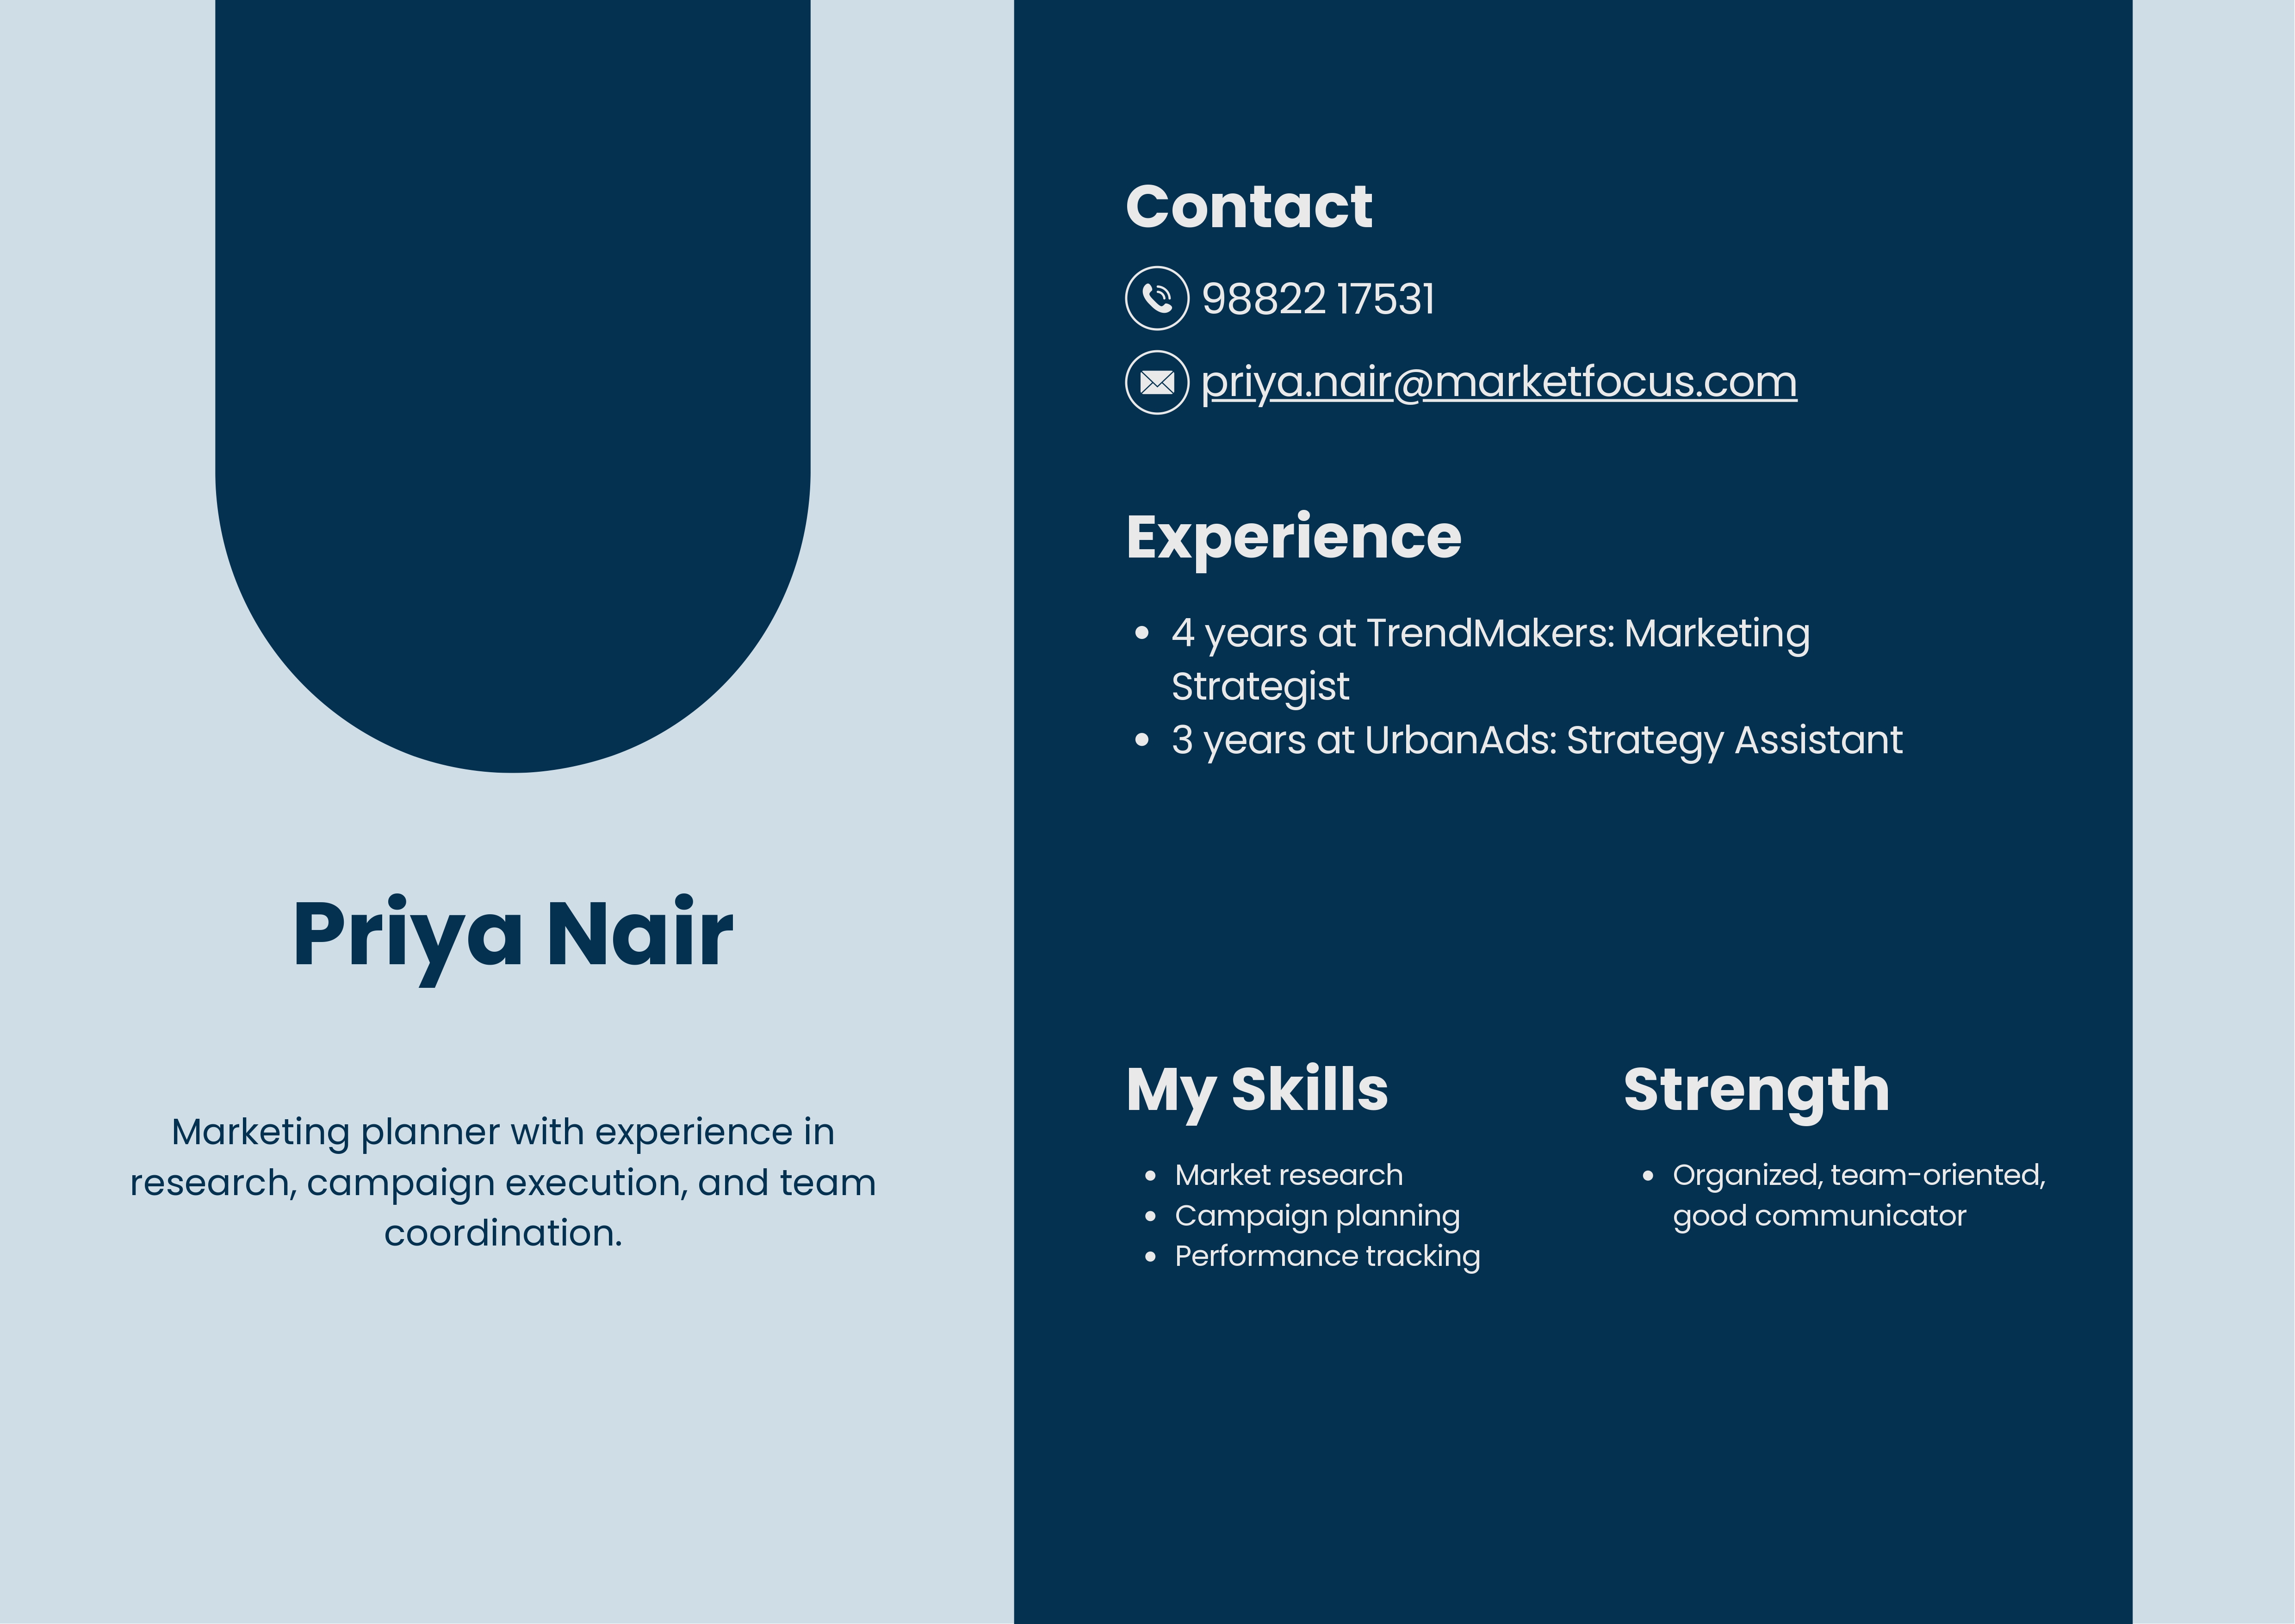 Priya Nair
Marketing planner with experience in
research, campaign execution, and team
coordination.
Contact
98822 17531
priya.nair@marketfocus.com
Experience
• 4 years at TrendMakers: Marketing
Strategist
• 3 years at UrbanAds: Strategy Assistant
My Skills
• Market research
• Campaign planning
• Performance tracking
Strength
• Organized, team-oriented,
good communicator